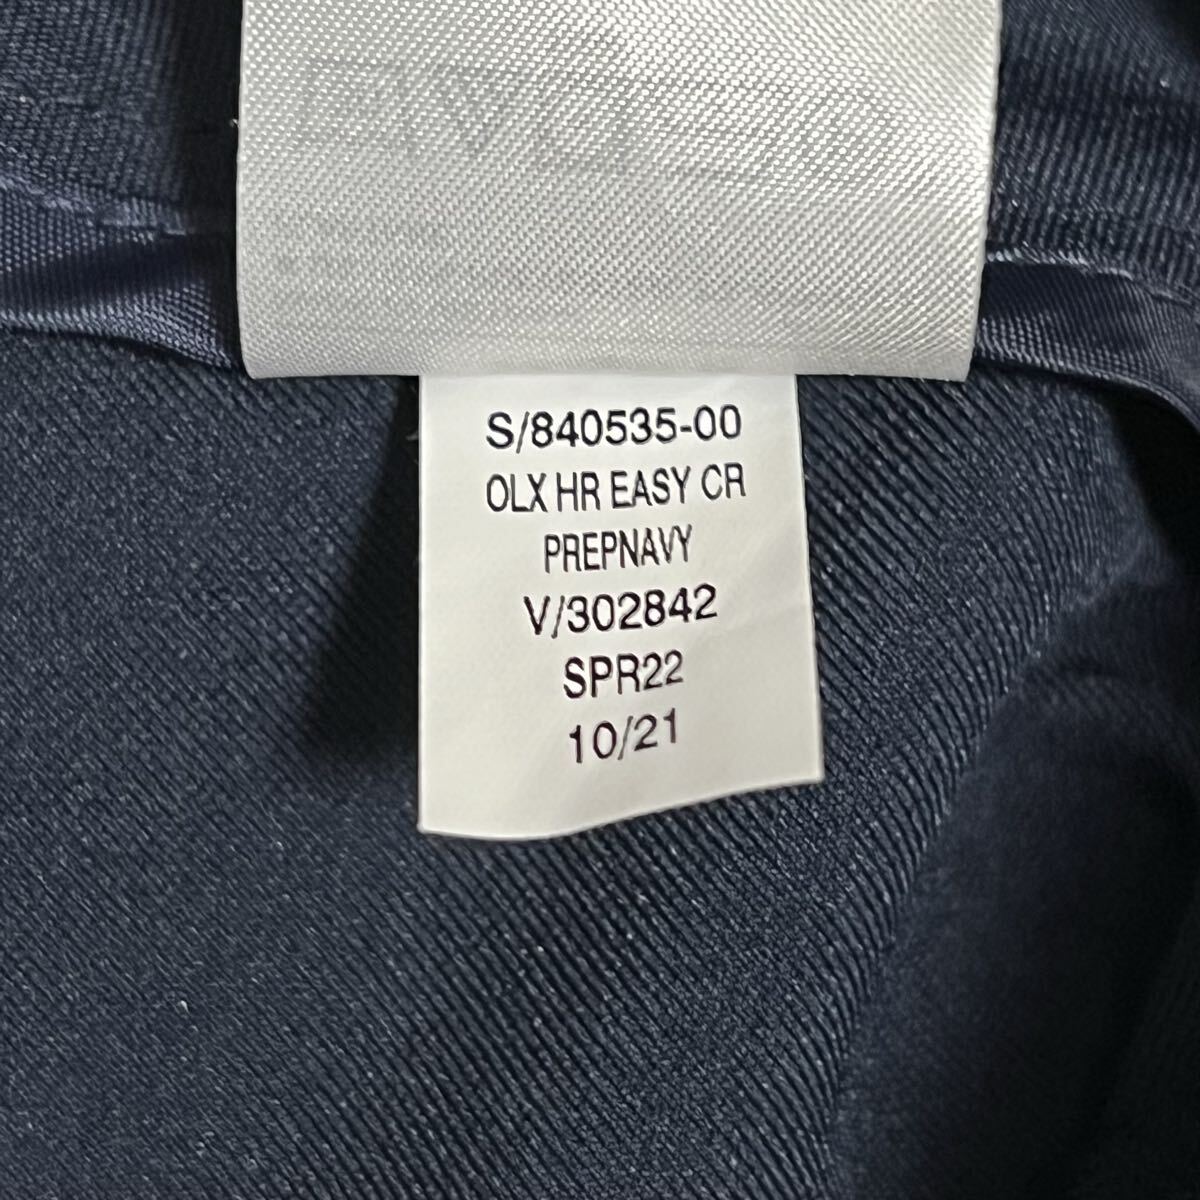 S/840535-00
OLX HR EASY CR
PREPNAVY
V/302842
SPR22
10/21